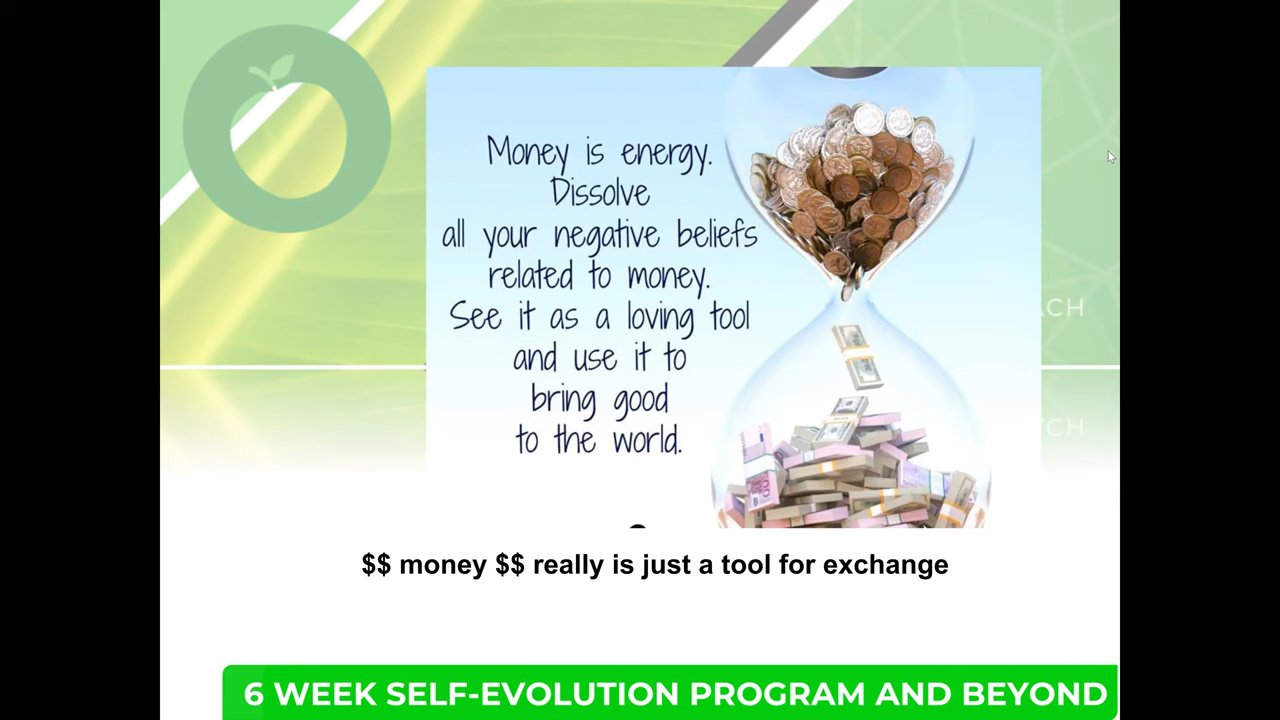 Money is energy.
Dissolve
all your negative beliefs
related to money.
See it as a loving tool
and use it to
bring good
to the world.
$$ money $$ really is just a tool for exchange
6 WEEK SELF-EVOLUTION PROGRAM AND BEYOND